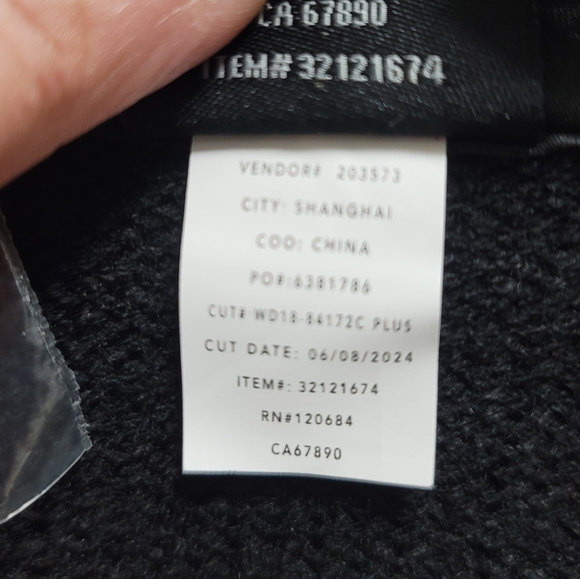 CA 67890
ITEM# 32121674
VENDOR# 203573
CITY: SHANGHAI
COO: CHINA
PO#:6381786
CUT# WD18-84172C PLUS
CUT DATE: 06/08/2024
ITEM#: 32121674
RN#120684
CA67890